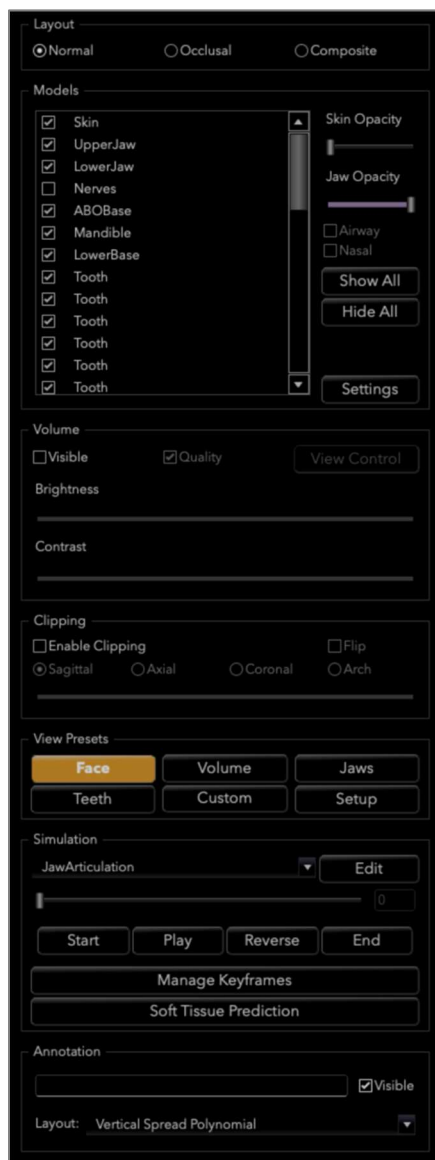 Layout
Normal Occlusal Composite
Models
Skin
UpperJaw
LowerJaw
Nerves
ABOBase
Mandible
LowerBase
Tooth
Tooth
Tooth
Tooth
Tooth
Tooth
Skin Opacity
Jaw Opacity
Airway
Nasal
Show All
Hide All
Settings
Volume
Visible Quality View Control
Brightness
Contrast
Clipping
Enable Clipping Flip
Sagittal Axial Coronal Arch
View Presets
Face Volume Jaws
Teeth Custom Setup
Simulation
JawArticulation Edit
0
Start Play Reverse End
Manage Keyframes
Soft Tissue Prediction
Annotation
Visible
Layout: Vertical Spread Polynomial